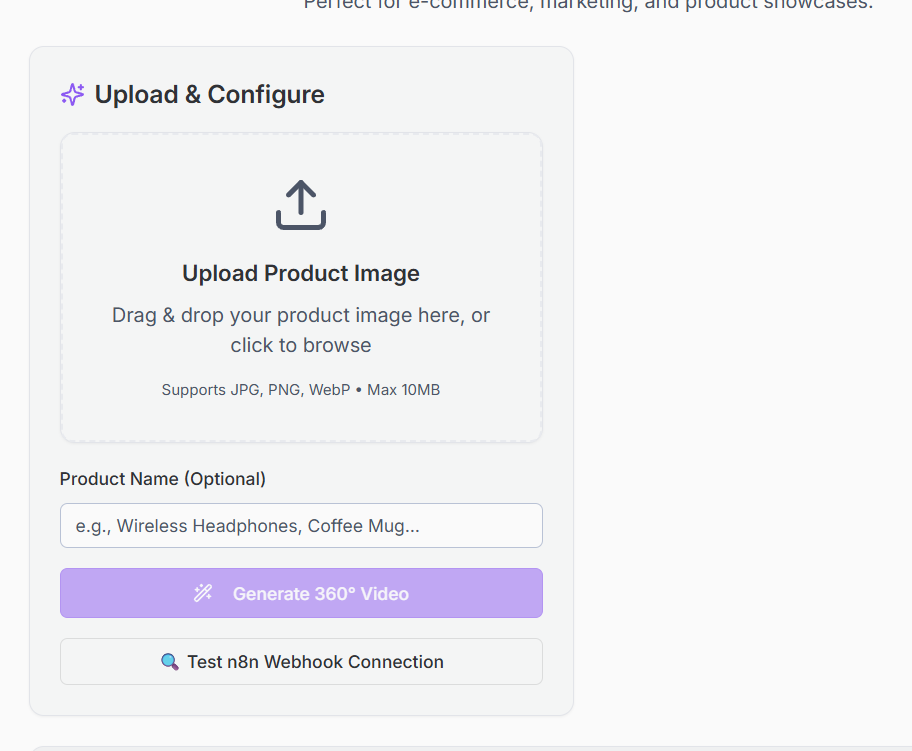 Perfect for e-commerce, marketing, and product showcases.
Upload & Configure
Upload Product Image
Drag & drop your product image here, or
click to browse
Supports JPG, PNG, WebP • Max 10MB
Product Name (Optional)
e.g., Wireless Headphones, Coffee Mug...
Generate 360° Video
🔍 Test n8n Webhook Connection